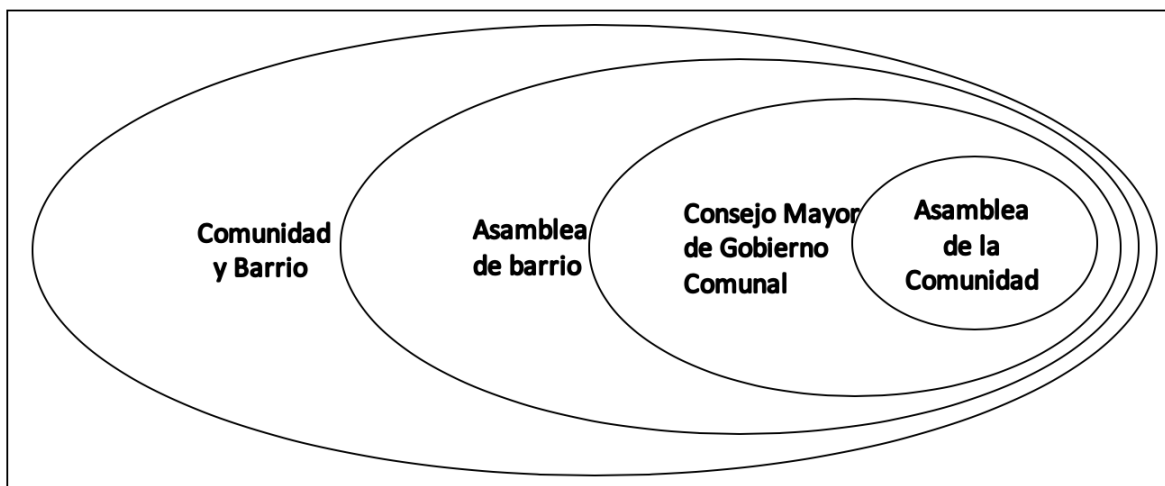 Comunidad
y Barrio
Asamblea
de barrio
Consejo Mayor
de Gobierno
Comunal
Asamblea
de la
Comunidad